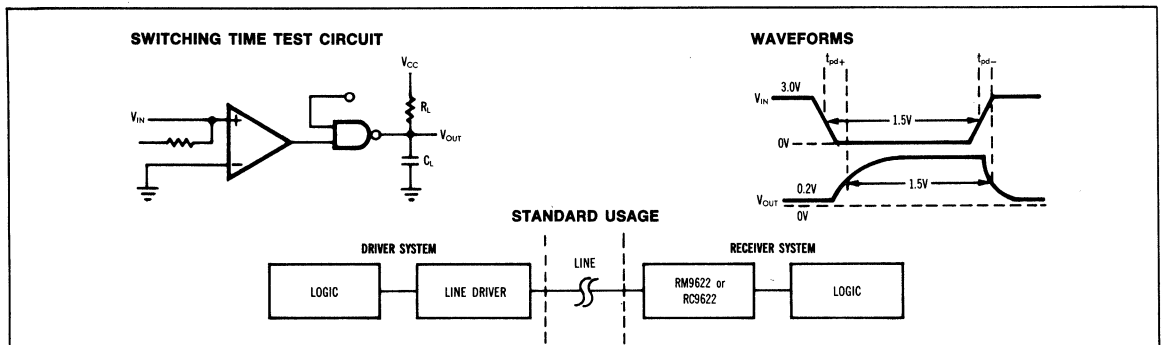 SWITCHING TIME TEST CIRCUIT
VCC
RL
VIN
+
−
VOUT
CL
WAVEFORMS
tpd+
tpd−
VIN
3.0V
1.5V
0V
0.2V
1.5V
VOUT
0V
STANDARD USAGE
DRIVER SYSTEM
LINE
RECEIVER SYSTEM
LOGIC
LINE DRIVER
RM9622 or
RC9622
LOGIC